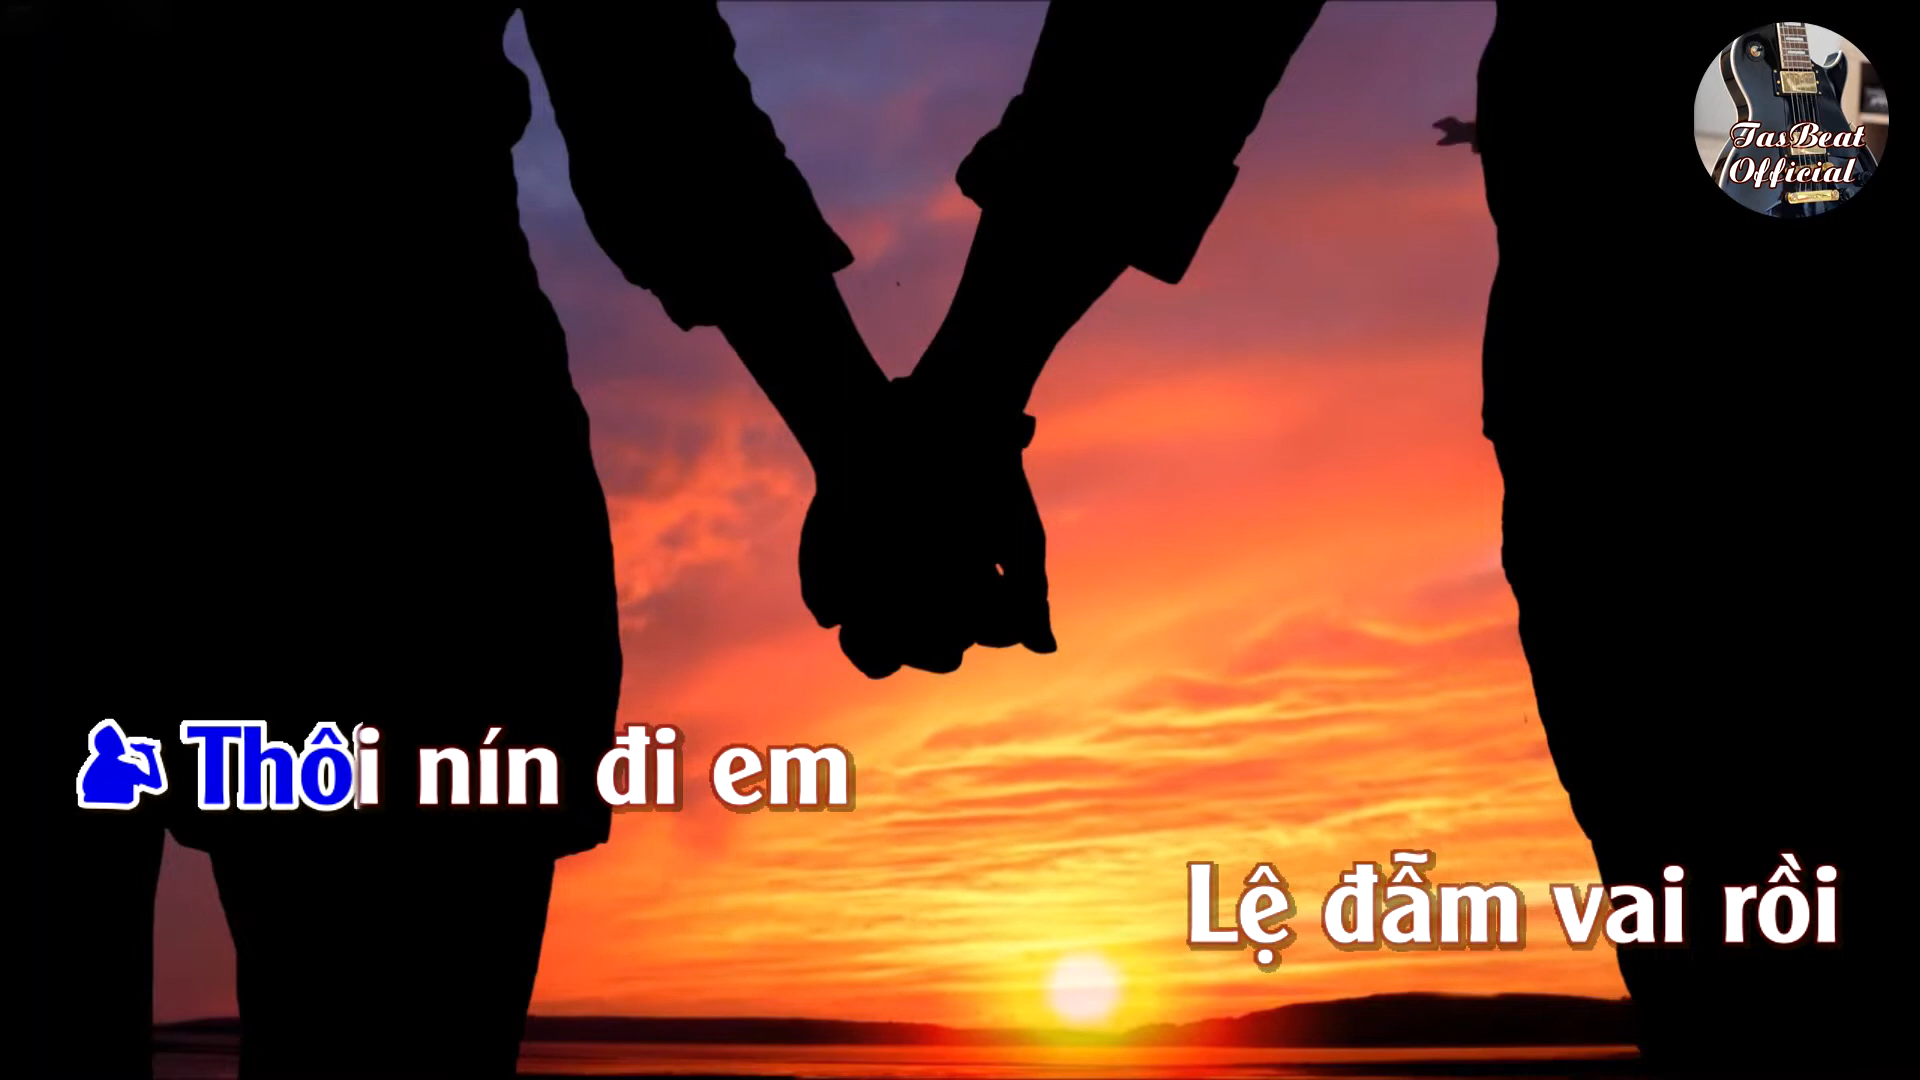 TasBeat
Official
Thôi nín đi em
Lệ đẫm vai rồi